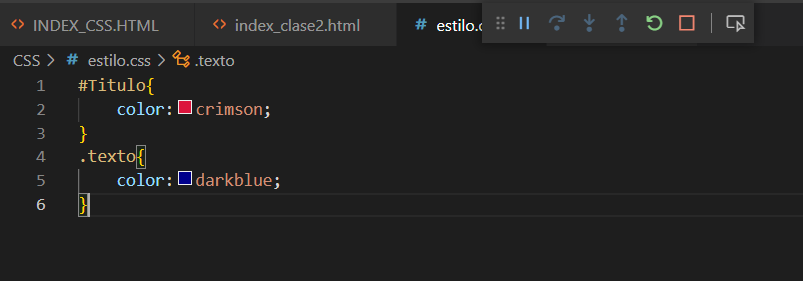 INDEX_CSS.HTML index_clase2.html # estilo.c
CSS > # estilo.css > .texto
1 #Titulo{
2 color: crimson;
3 }
4 .texto{
5 color: darkblue;
6 }